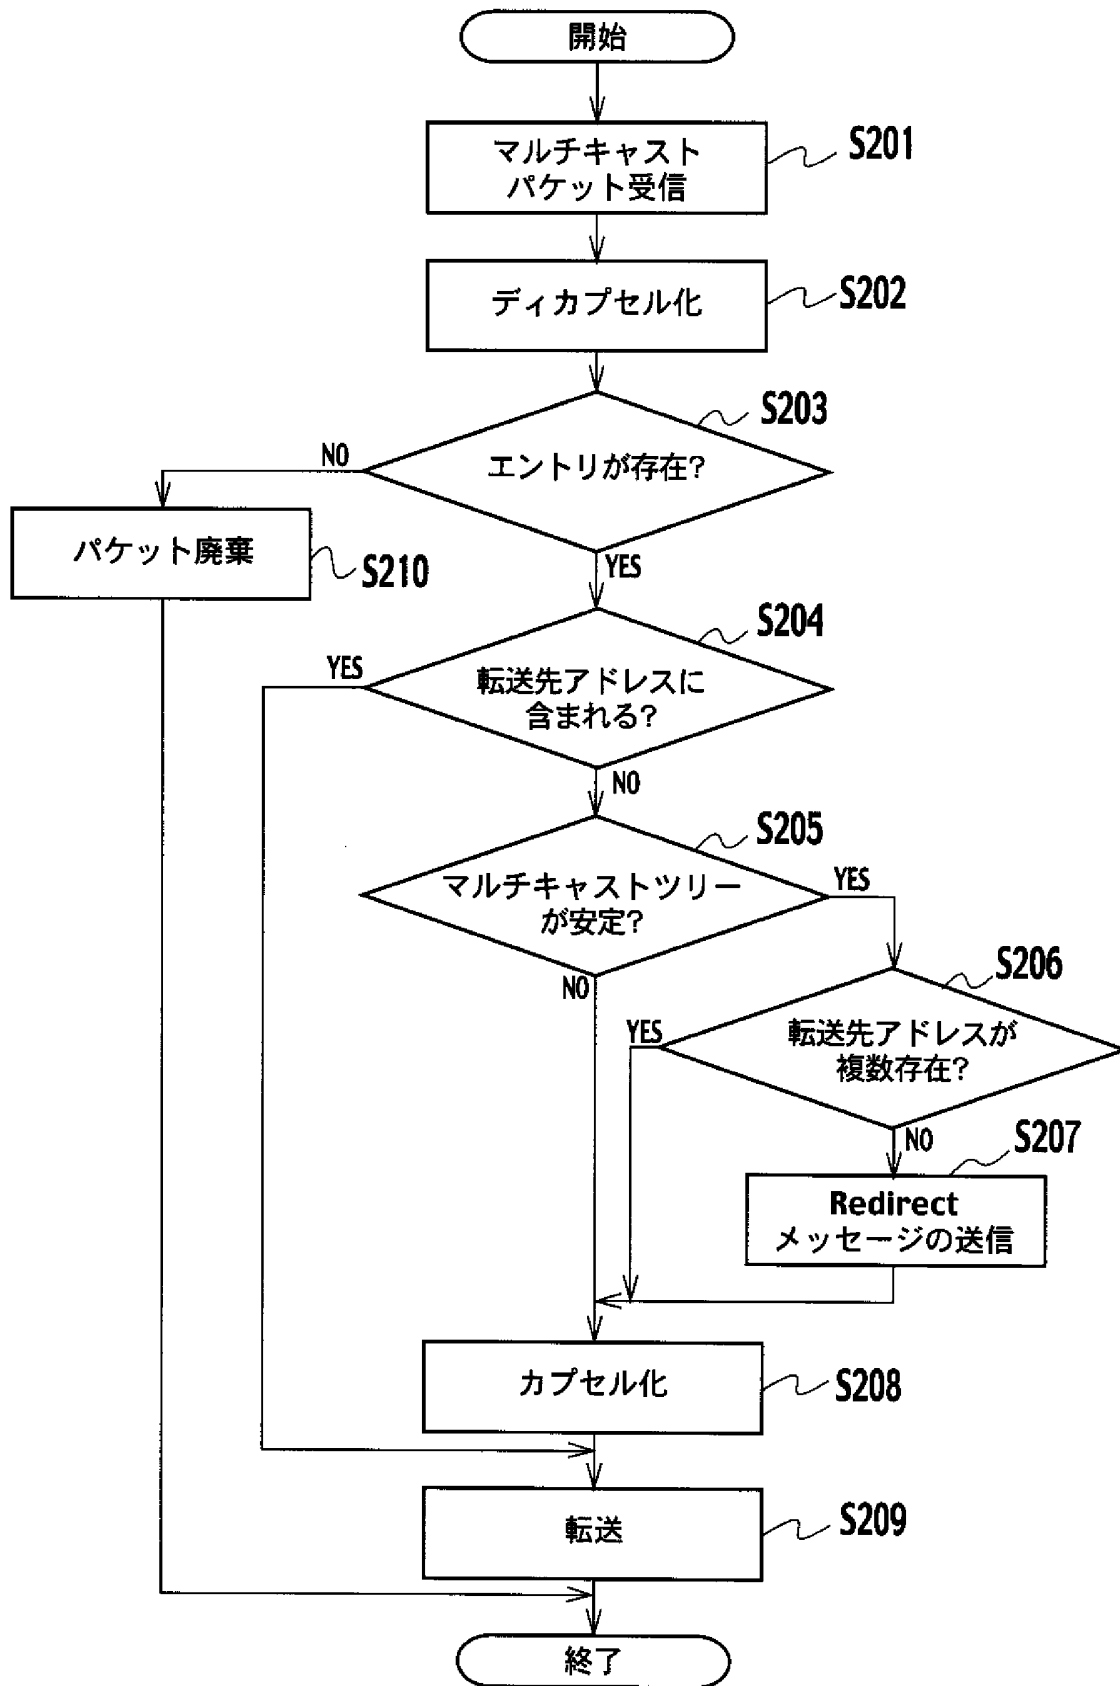 開始
マルチキャスト
パケット受信
S201
ディカプセル化
S202
S203
エントリが存在?
NO
YES
パケット廃棄
S210
S204
転送先アドレスに
含まれる?
YES
NO
S205
マルチキャストツリー
が安定?
YES
NO
S206
転送先アドレスが
複数存在?
YES
NO
S207
Redirect
メッセージの送信
カプセル化
S208
転送
S209
終了